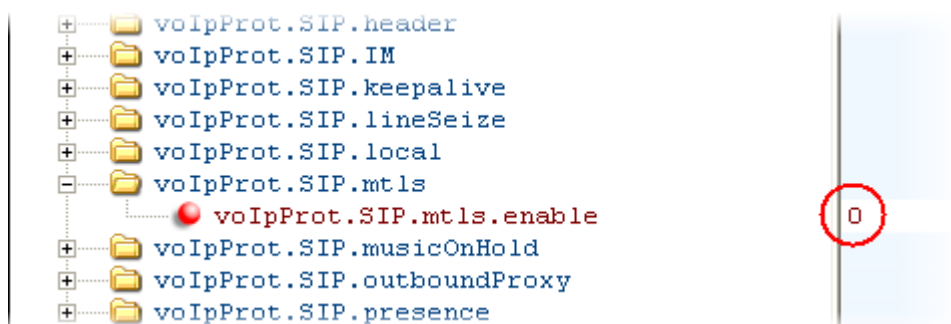 voIpProt.SIP.header
voIpProt.SIP.IM
voIpProt.SIP.keepalive
voIpProt.SIP.lineSeize
voIpProt.SIP.local
voIpProt.SIP.mtls
voIpProt.SIP.mtls.enable 0
voIpProt.SIP.musicOnHold
voIpProt.SIP.outboundProxy
voIpProt.SIP.presence